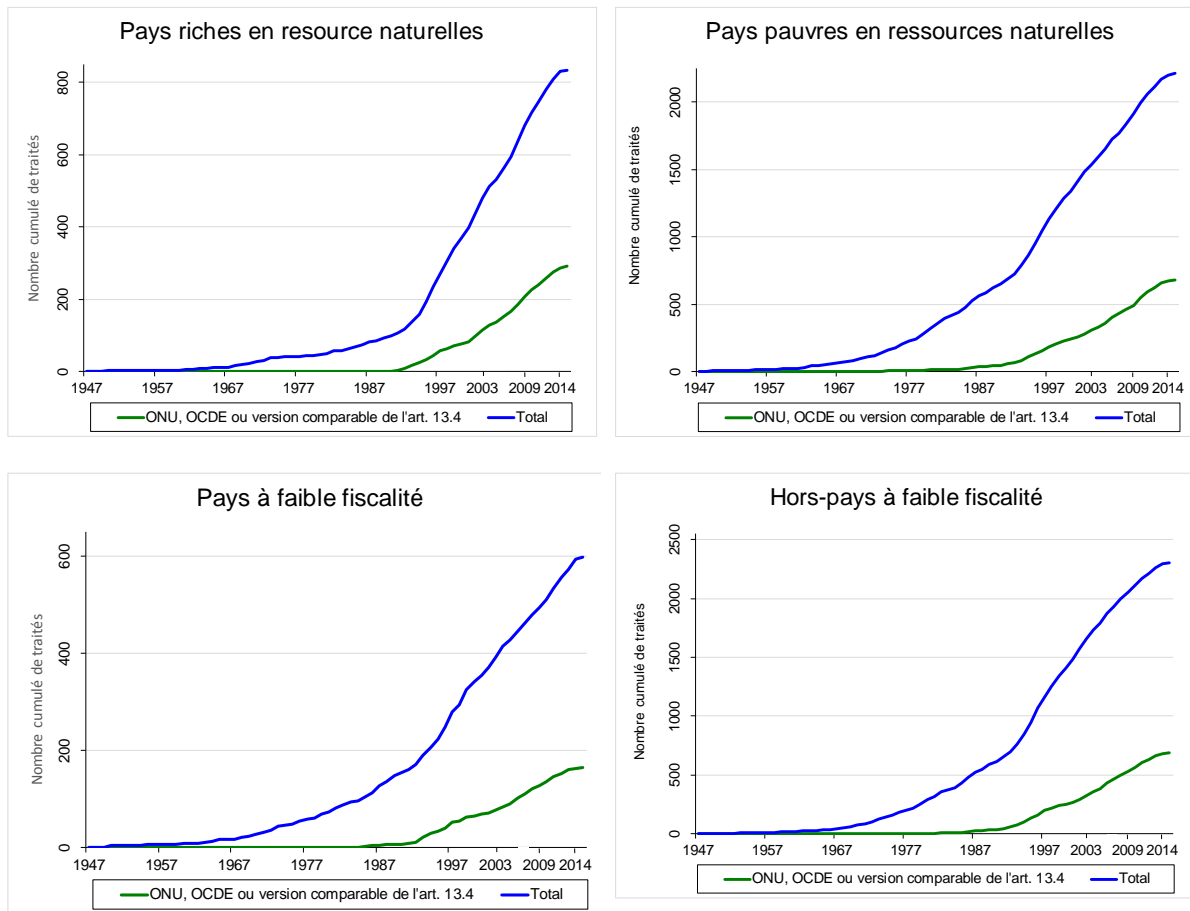 Pays riches en resource naturelles
Nombre cumulé de traités
800
600
400
200
0
1947 1957 1967 1977 1987 1997 2003 2009 2014
ONU, OCDE ou version comparable de l'art. 13.4 Total
Pays pauvres en ressources naturelles
Nombre cumulé de traités
2000
1500
1000
500
0
1947 1957 1967 1977 1987 1997 2003 2009 2014
ONU, OCDE ou version comparable de l'art. 13.4 Total
Pays à faible fiscalité
Nombre cumulé de traités
600
400
200
0
1947 1957 1967 1977 1987 1997 2003 2009 2014
ONU, OCDE ou version comparable de l'art. 13.4 Total
Hors-pays à faible fiscalité
Nombre cumulé de traités
2500
2000
1500
1000
500
0
1947 1957 1967 1977 1987 1997 2003 2009 2014
ONU, OCDE ou version comparable de l'art. 13.4 Total